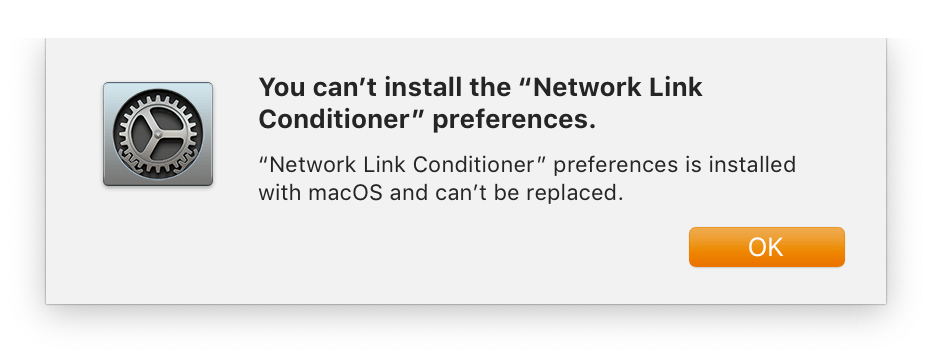 You can’t install the “Network Link
Conditioner” preferences.
“Network Link Conditioner” preferences is installed
with macOS and can’t be replaced.
OK